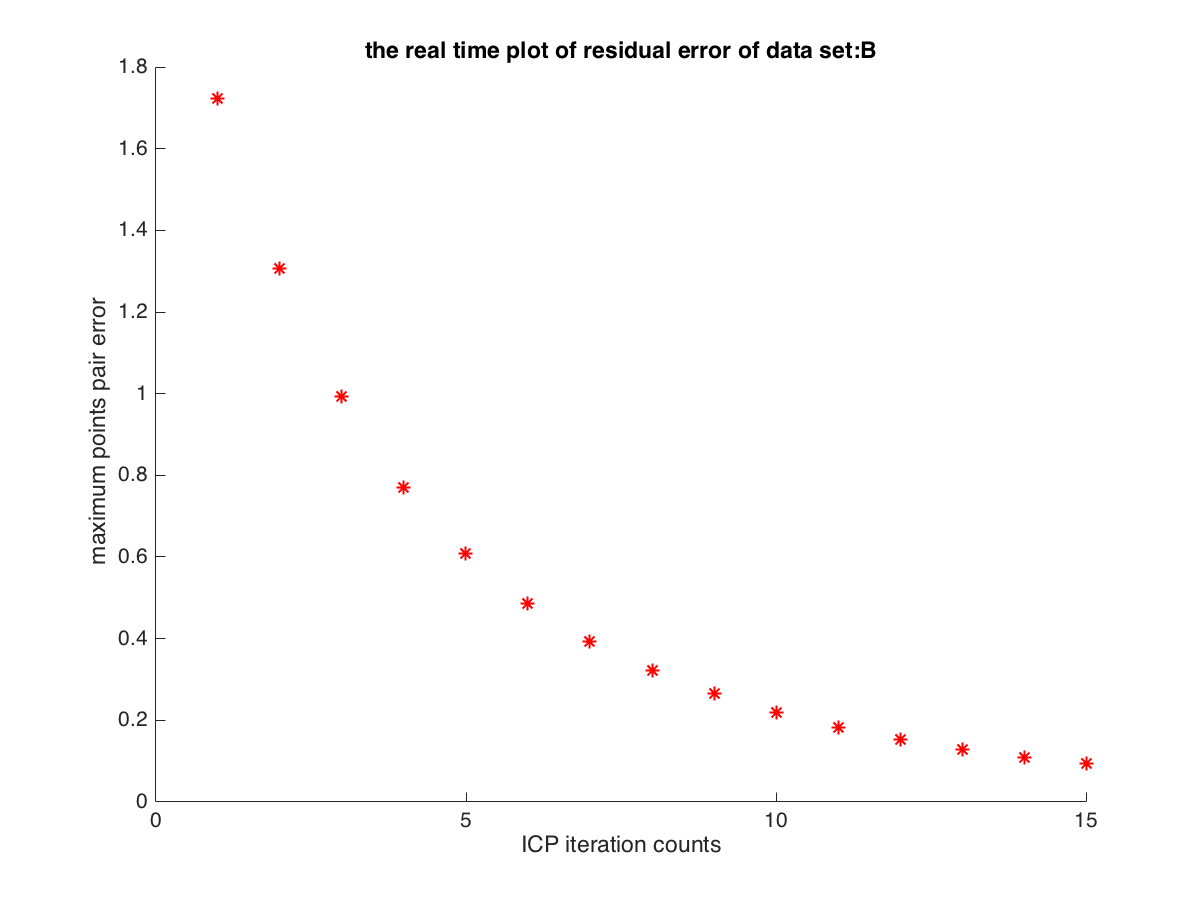 the real time plot of residual error of data set:B
1.8
1.6
1.4
1.2
1
0.8
0.6
0.4
0.2
0
maximum points pair error
0 5 10 15
ICP iteration counts